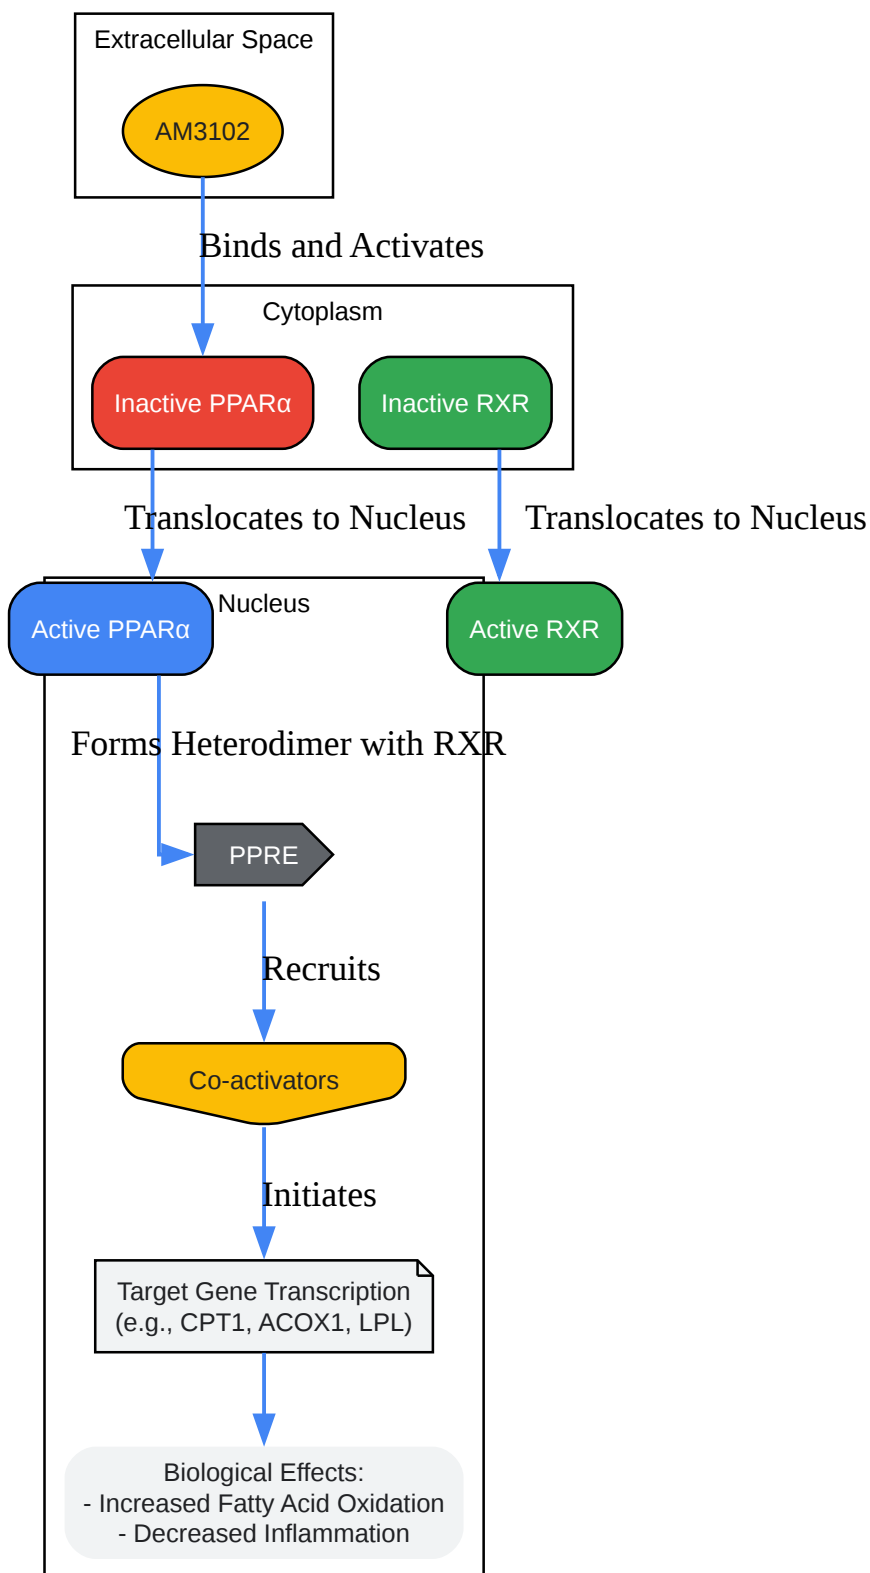 Extracellular Space
AM3102
Binds and Activates
Cytoplasm
Inactive PPARα
Inactive RXR
Translocates to Nucleus
Translocates to Nucleus
Nucleus
Active PPARα
Active RXR
Forms Heterodimer with RXR
PPRE
Recruits
Co-activators
Initiates
Target Gene Transcription
(e.g., CPT1, ACOX1, LPL)
Biological Effects:
- Increased Fatty Acid Oxidation
- Decreased Inflammation